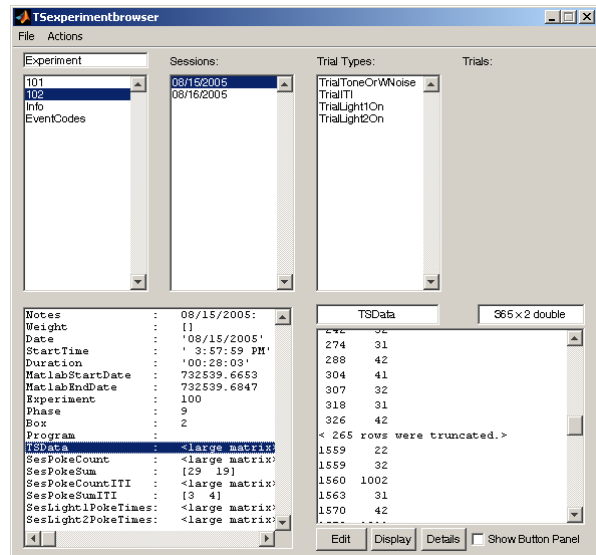 TSexperimentbrowser
File Actions
Experiment
Sessions:
Trial Types:
Trials:
101
102
Info
EventCodes
08/15/2005
08/16/2005
TrialToneOrWNoise
TrialITI
TrialLight1On
TrialLight2On
Notes : 08/15/2005:
Weight : []
Date : '08/15/2005'
StartTime : ' 3:57:59 PM'
Duration : '00:28:03'
MatlabStartDate : 732539.6653
MatlabEndDate : 732539.6847
Experiment : 100
Phase : 9
Box : 2
Program :
TSData : <large matrix>
SesPokeCount : <large matrix>
SesPokeSum : [29 19]
SesPokeCountITI : <large matrix>
SesPokeSumITI : [3 4]
SesLight1PokeTimes: <large matrix>
SesLight2PokeTimes: <large matrix>
TSData
365×2 double
242 32
274 31
288 42
304 41
307 32
318 31
326 42
< 265 rows were truncated.>
1559 22
1559 32
1560 1002
1563 31
1570 42
Edit
Display
Details
Show Button Panel